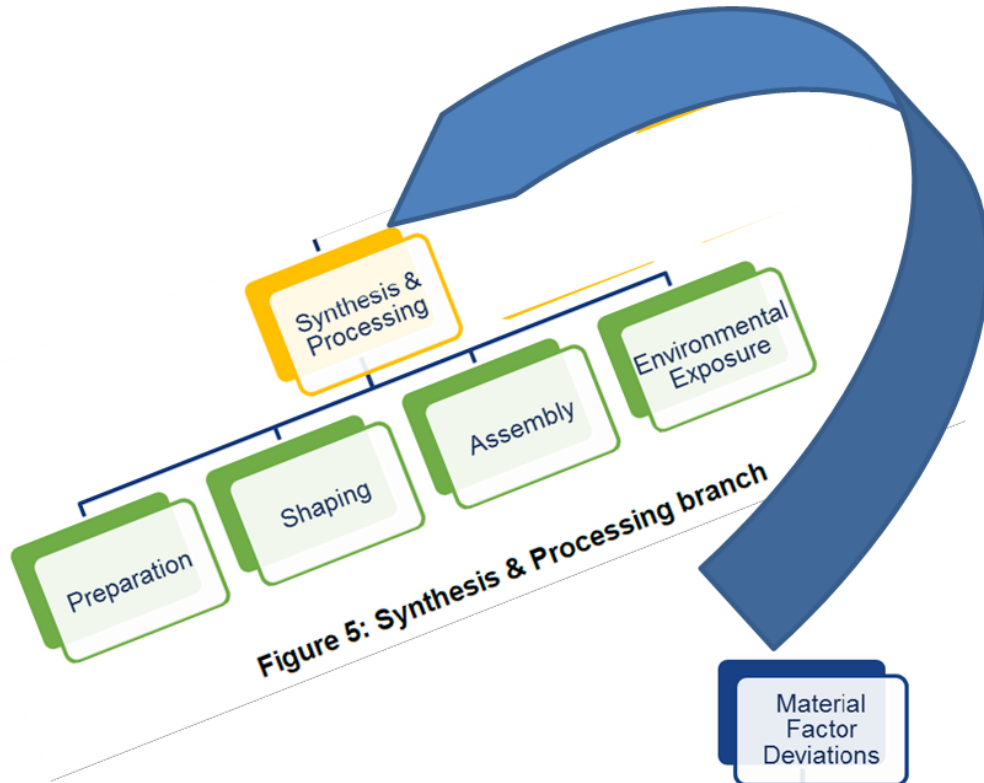 Synthesis &
Processing
Environmental
Exposure
Assembly
Shaping
Preparation
Figure 5: Synthesis & Processing branch
Material
Factor
Deviations